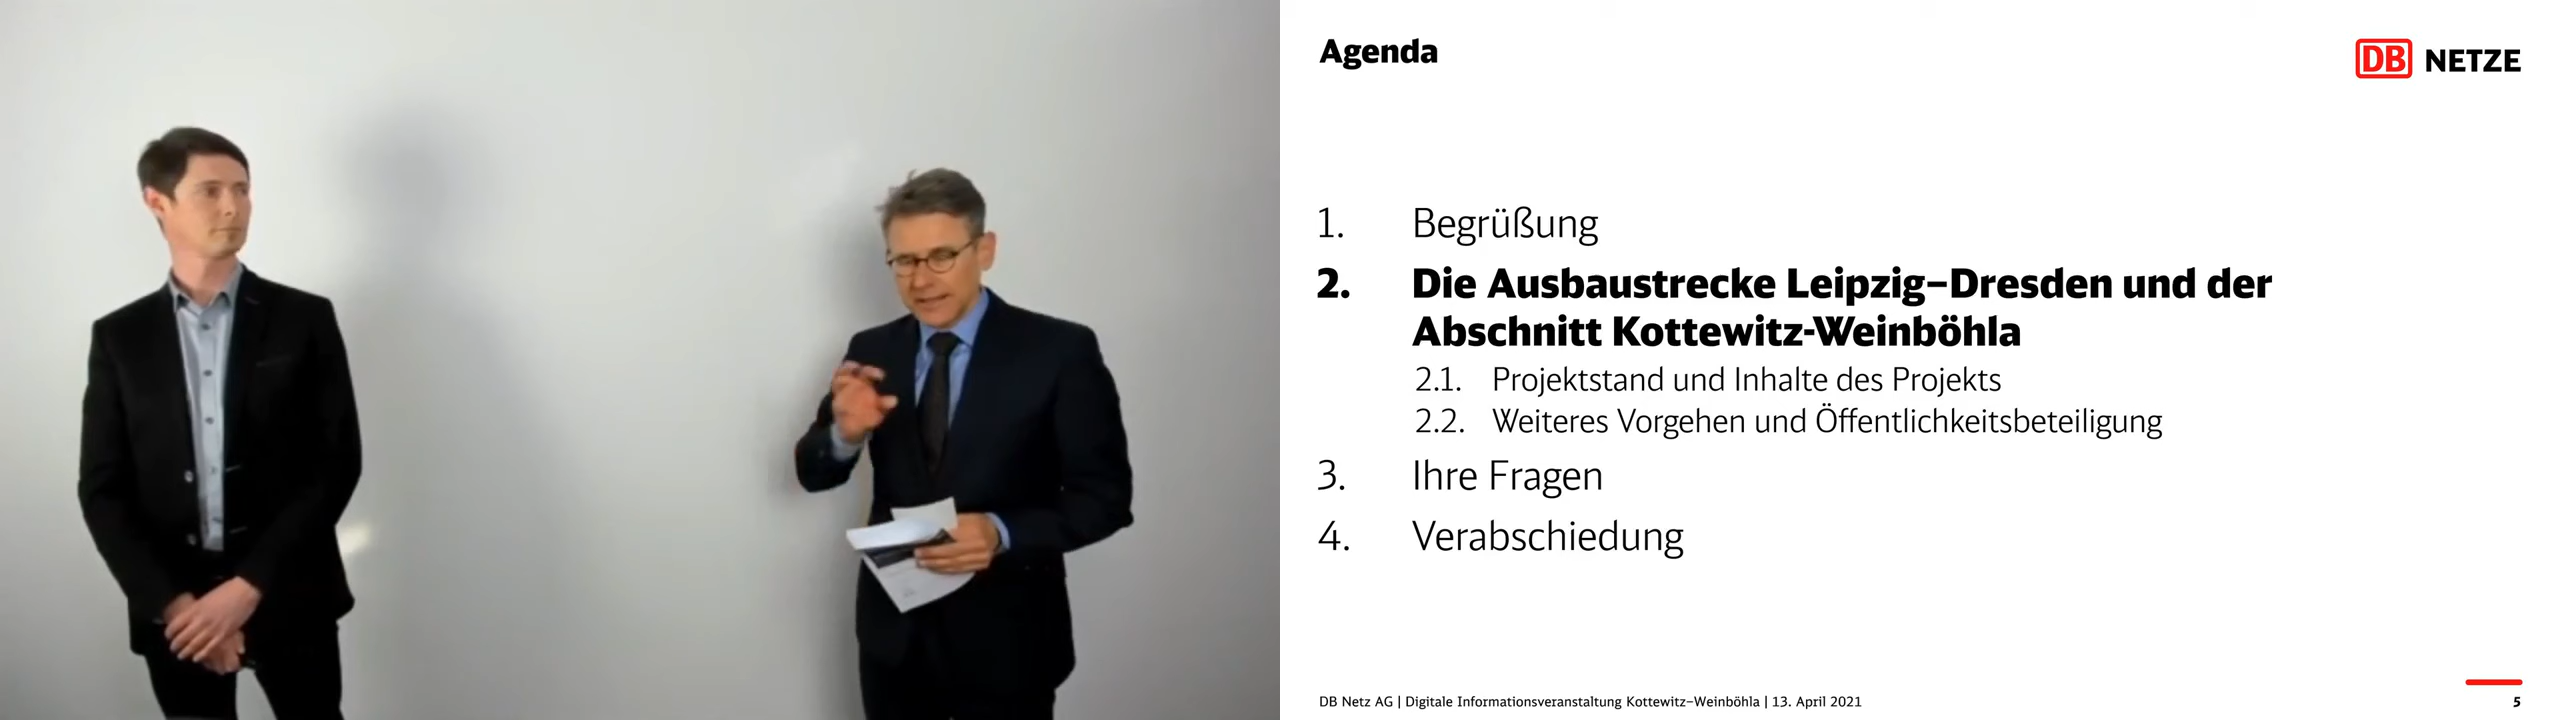 Agenda
DB NETZE
1. Begrüßung
2. Die Ausbaustrecke Leipzig–Dresden und der
Abschnitt Kottewitz-Weinböhla
2.1. Projektstand und Inhalte des Projekts
2.2. Weiteres Vorgehen und Öffentlichkeitsbeteiligung
3. Ihre Fragen
4. Verabschiedung
DB Netz AG | Digitale Informationsveranstaltung Kottewitz–Weinböhla | 13. April 2021
5